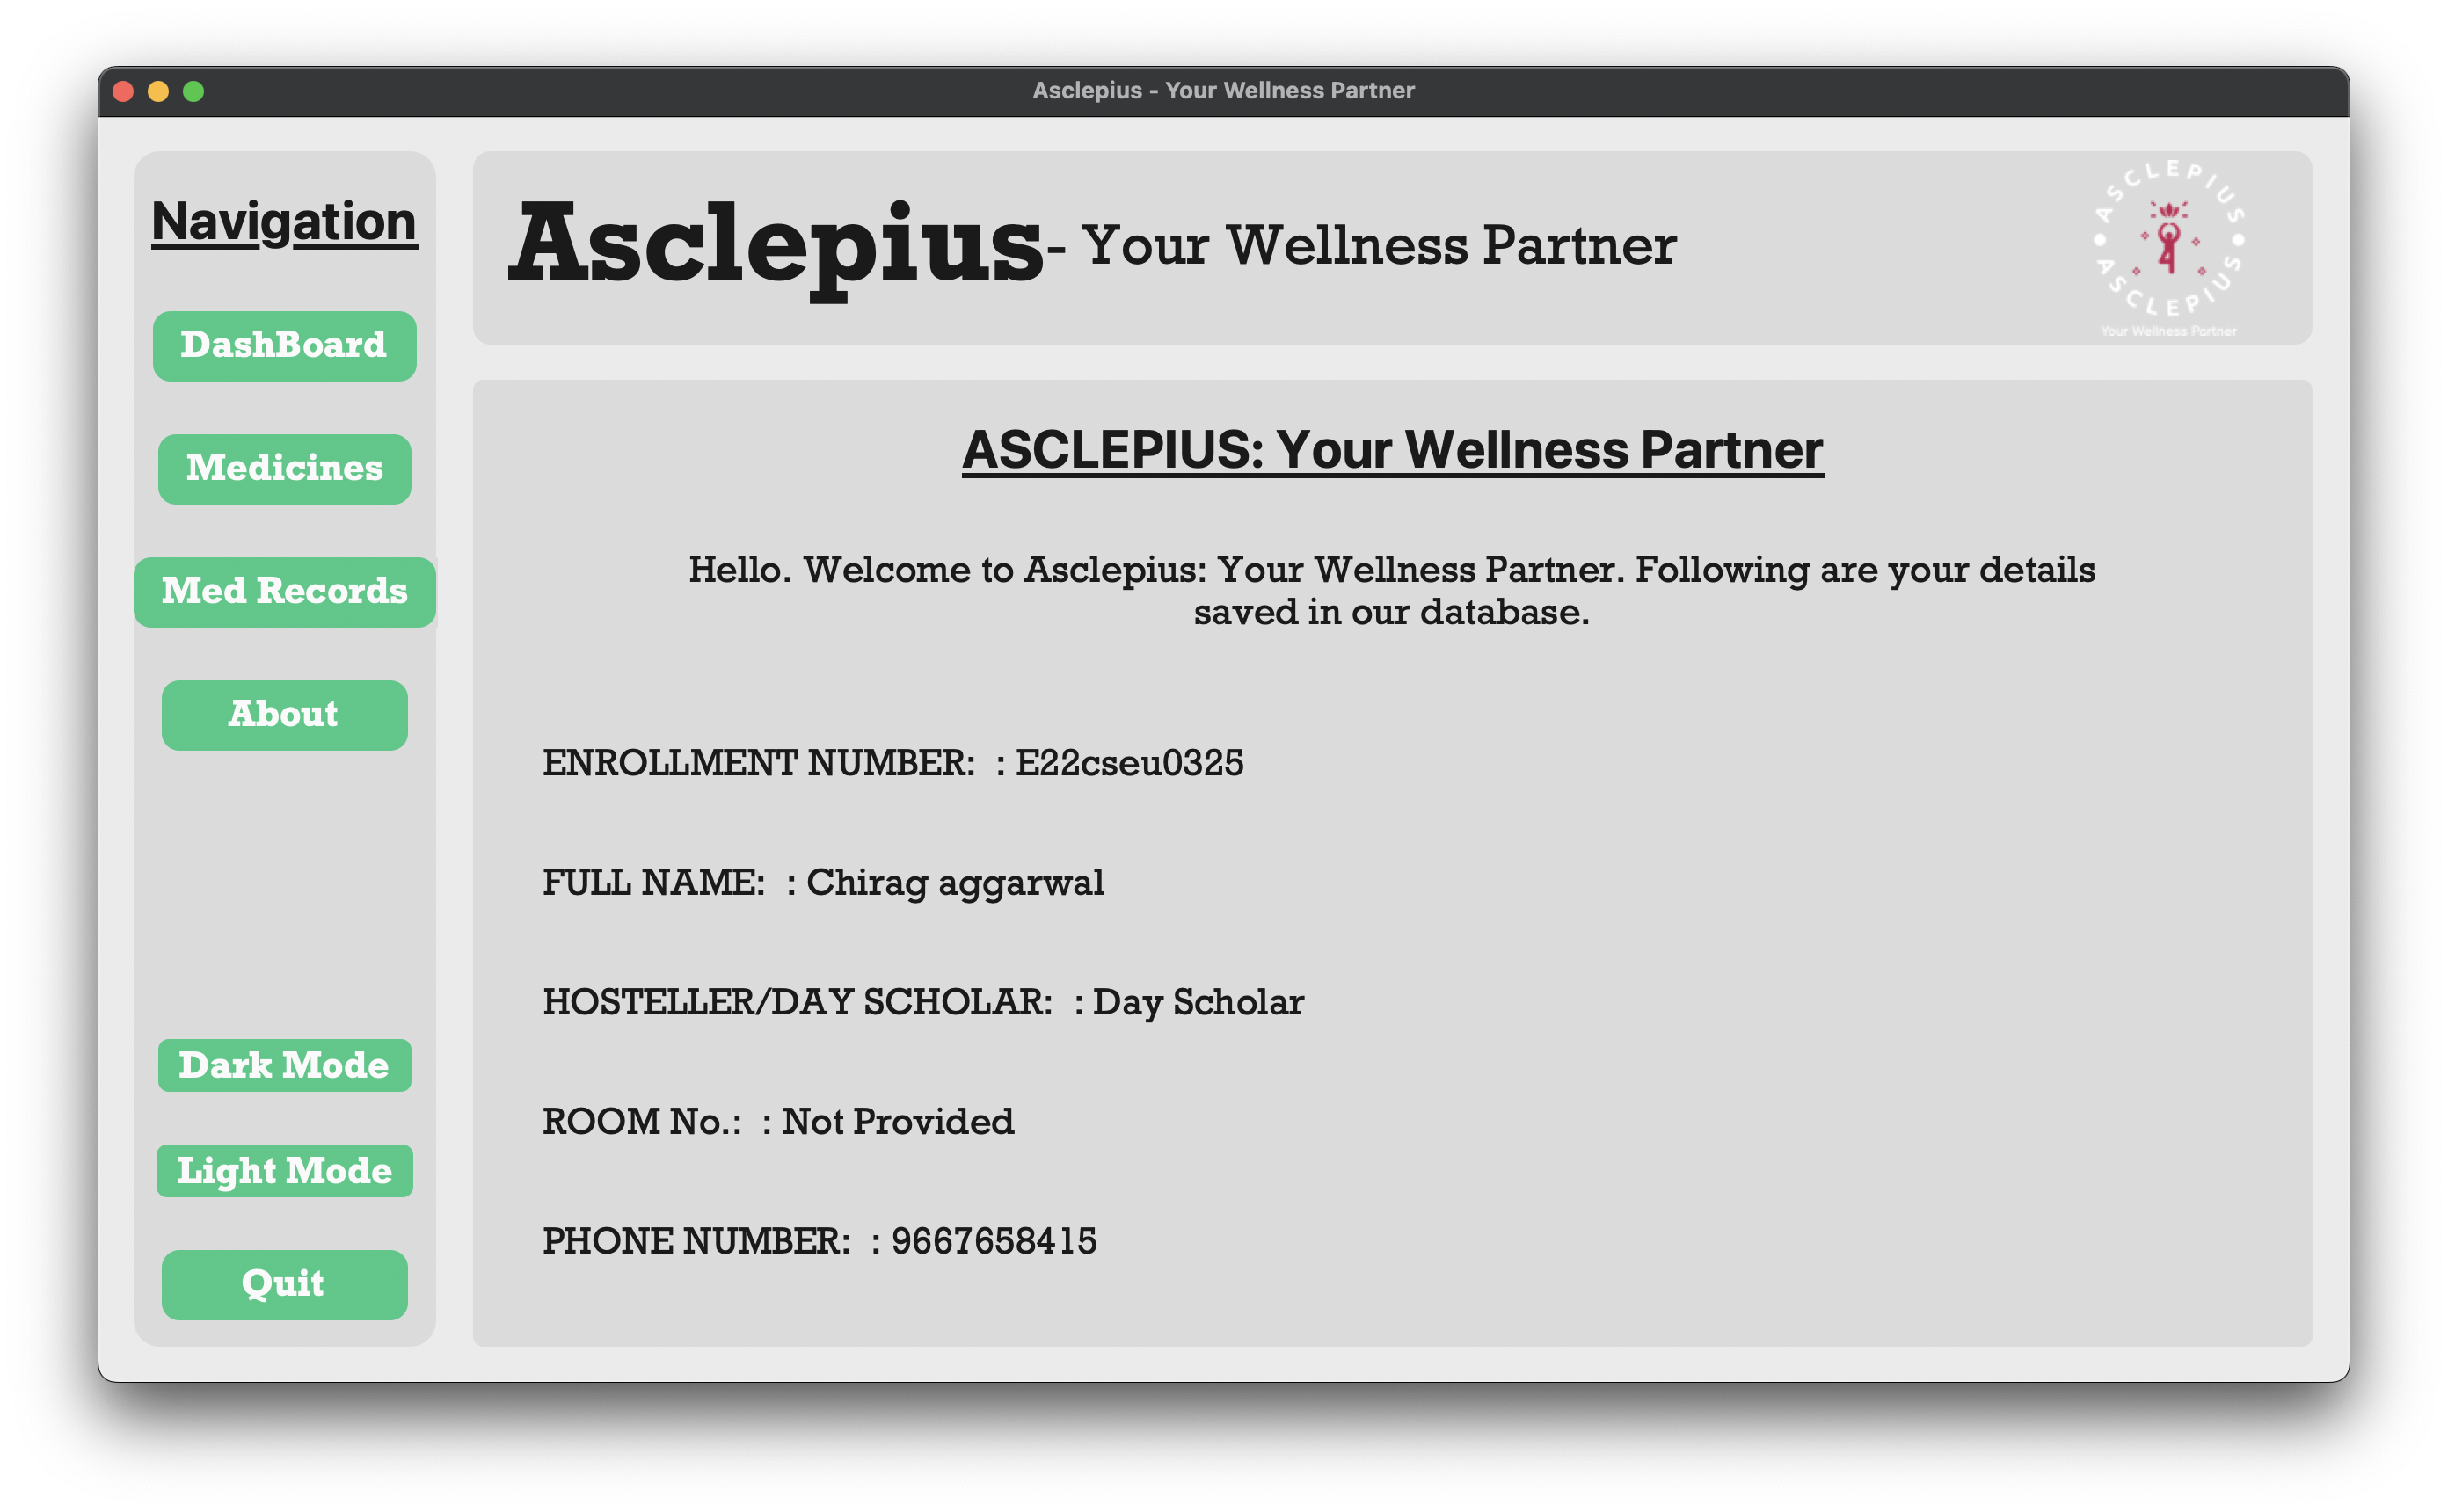 Asclepius - Your Wellness Partner
Navigation
DashBoard
Medicines
Med Records
About
Dark Mode
Light Mode
Quit
Asclepius- Your Wellness Partner
ASCLEPIUS
ASCLEPIUS
Your Wellness Partner
ASCLEPIUS: Your Wellness Partner
Hello. Welcome to Asclepius: Your Wellness Partner. Following are your details
saved in our database.
ENROLLMENT NUMBER:  : E22cseu0325
FULL NAME:  : Chirag aggarwal
HOSTELLER/DAY SCHOLAR:  : Day Scholar
ROOM No.:  : Not Provided
PHONE NUMBER:  : 9667658415